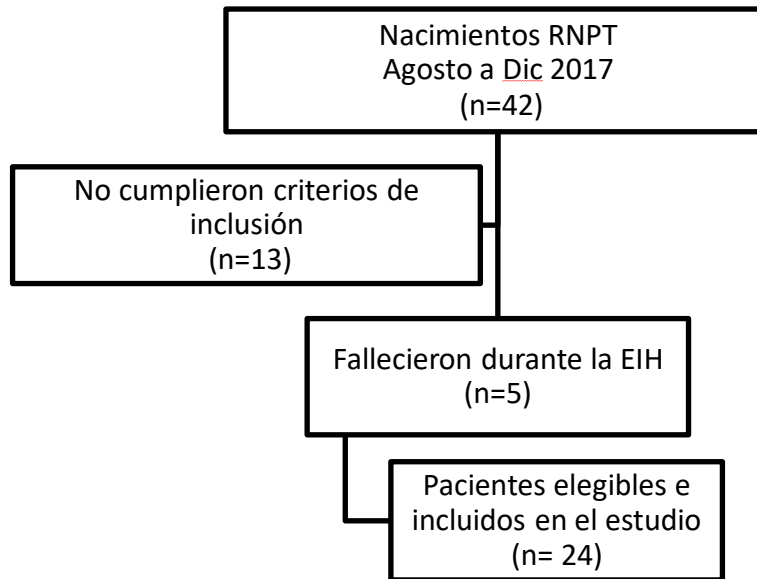 Nacimientos RNPT
Agosto a Dic 2017
(n=42)
No cumplieron criterios de
inclusión
(n=13)
Fallecieron durante la EIH
(n=5)
Pacientes elegibles e
incluidos en el estudio
(n= 24)